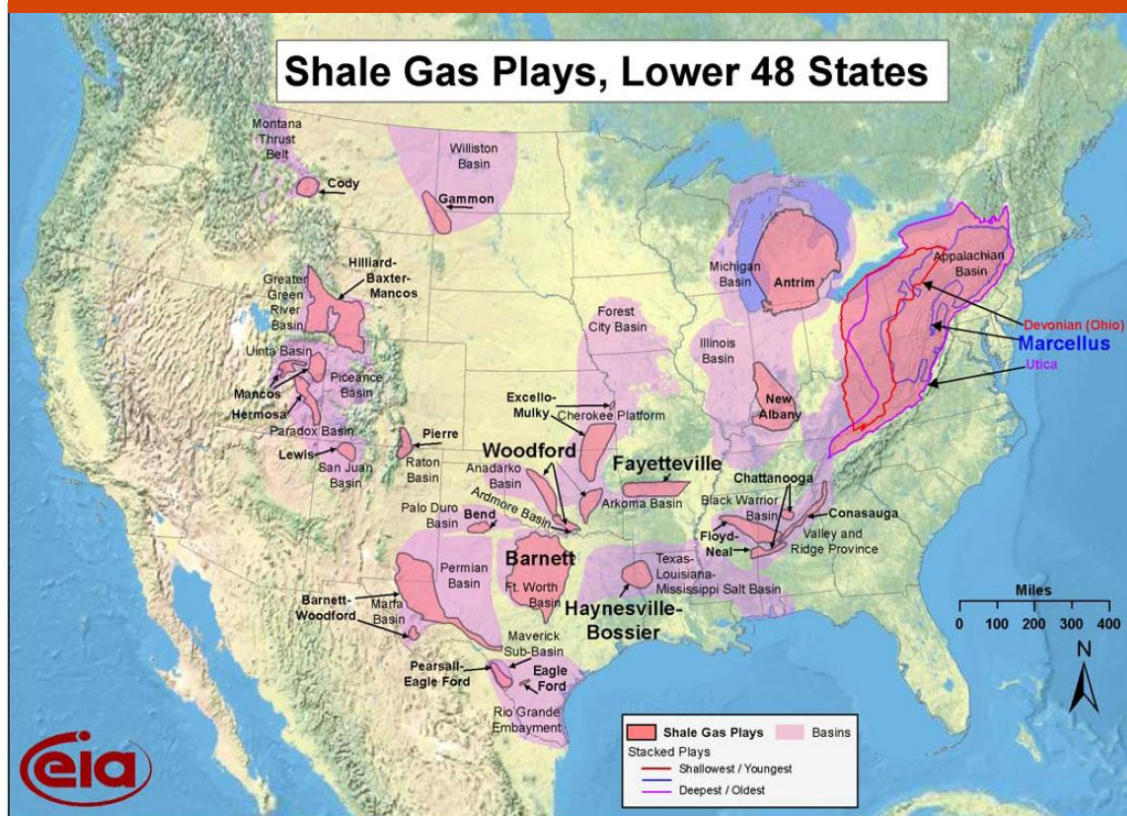 Shale Gas Plays, Lower 48 States
Montana
Thrust
Belt
Cody
Williston
Basin
Gammon
Hilliard-
Baxter-
Mancos
Greater
Green
River
Basin
Uinta Basin
Mancos
Piceance
Basin
Hermosa
Paradox Basin
Lewis
San Juan
Basin
Pierre
Raton
Basin
Michigan
Basin
Antrim
Forest
City Basin
Illinois
Basin
New
Albany
Excello-
Mulky
Cherokee Platform
Appalachian
Basin
Devonian (Ohio)
Marcellus
Utica
Woodford
Anadarko
Basin
Ardmore Basin
Palo Duro
Basin
Bend
Fayetteville
Arkoma Basin
Chattanooga
Black Warrior
Basin
Conasauga
Floyd-
Neal
Valley and
Ridge Province
Barnett
Ft. Worth
Basin
Permian
Basin
Barnett-
Woodford
Marfa
Basin
Texas-
Louisiana-
Mississippi Salt Basin
Haynesville-
Bossier
Maverick
Sub-Basin
Pearsall-
Eagle Ford
Eagle
Ford
Rio Grande
Embayment
Miles
0 100 200 300 400
N
Shale Gas Plays Basins
Stacked Plays
Shallowest / Youngest
Deepest / Oldest
eia